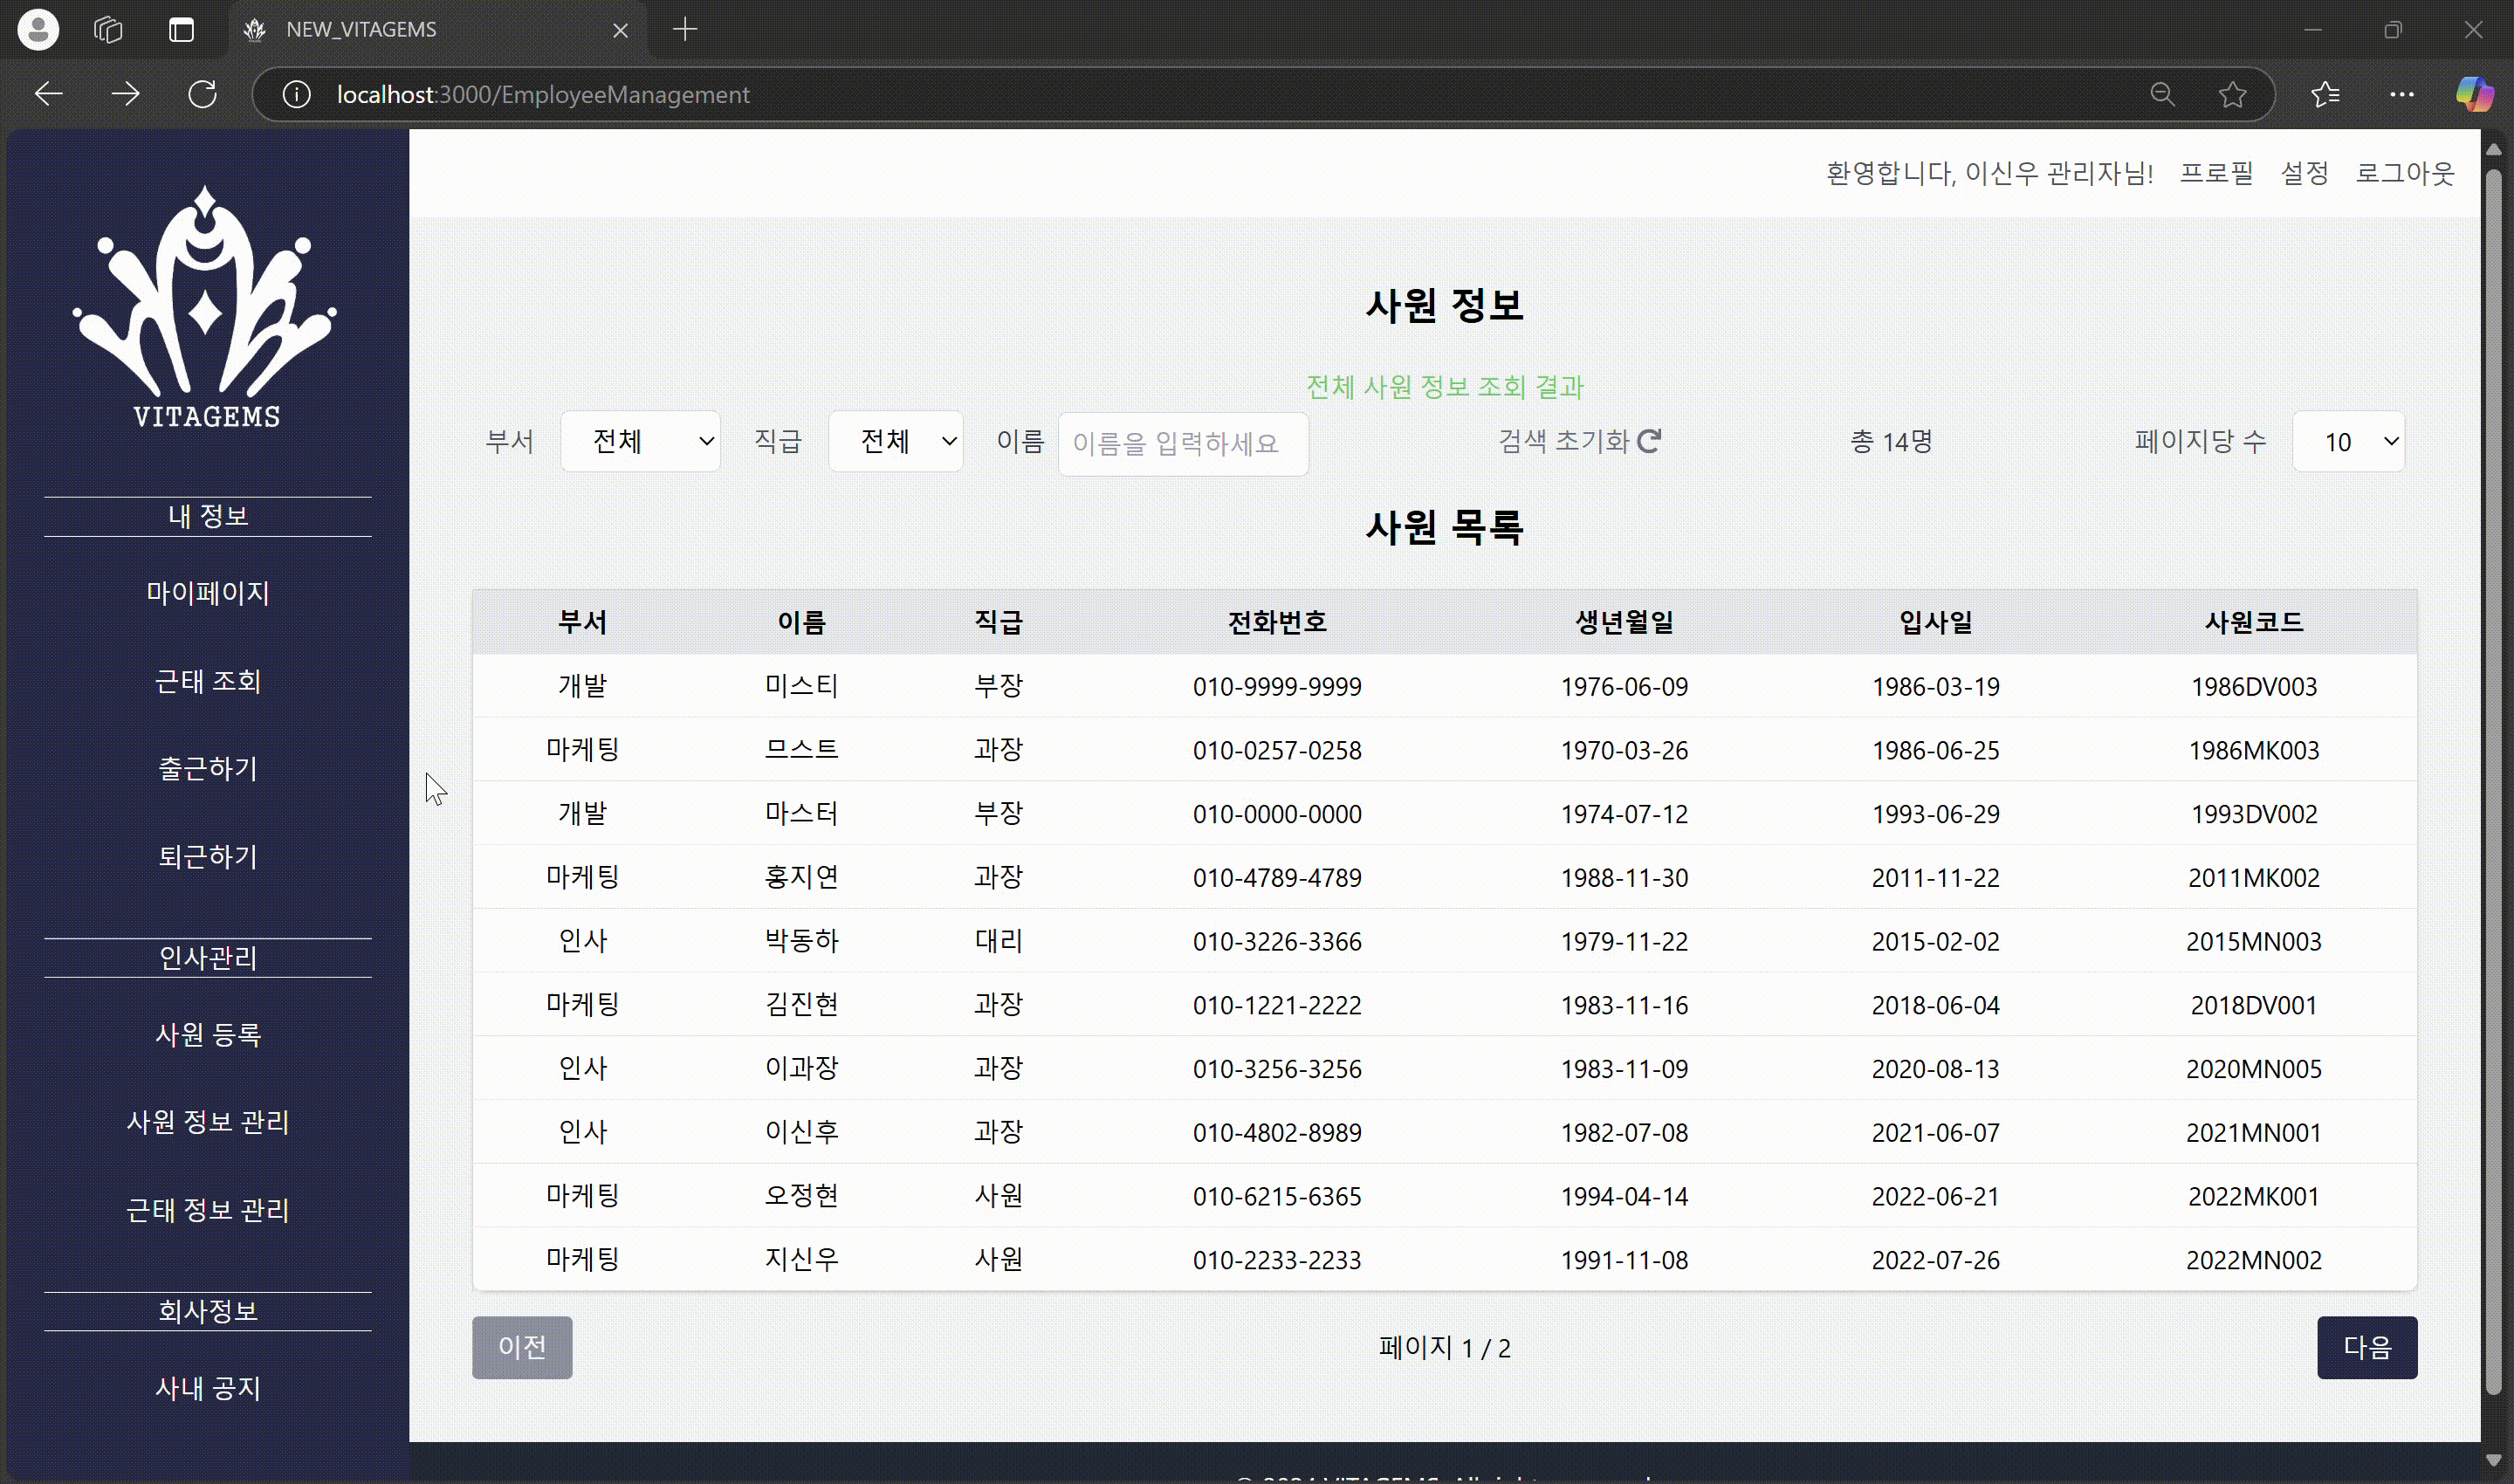 NEW_VITAGEMS
localhost:3000/EmployeeManagement
환영합니다, 이신우 관리자님! 프로필 설정 로그아웃
VITAGEMS
내 정보
마이페이지
근태 조회
출근하기
퇴근하기
인사관리
사원 등록
사원 정보 관리
근태 정보 관리
회사정보
사내 공지
사원 정보
전체 사원 정보 조회 결과
부서 전체 직급 전체 이름 이름을 입력하세요 검색 초기화 총 14명 페이지당 수 10
사원 목록
부서 이름 직급 전화번호 생년월일 입사일 사원코드
개발 미스티 부장 010-9999-9999 1976-06-09 1986-03-19 1986DV003
마케팅 므스트 과장 010-0257-0258 1970-03-26 1986-06-25 1986MK003
개발 마스터 부장 010-0000-0000 1974-07-12 1993-06-29 1993DV002
마케팅 홍지연 과장 010-4789-4789 1988-11-30 2011-11-22 2011MK002
인사 박동하 대리 010-3226-3366 1979-11-22 2015-02-02 2015MN003
마케팅 김진현 과장 010-1221-2222 1983-11-16 2018-06-04 2018DV001
인사 이과장 과장 010-3256-3256 1983-11-09 2020-08-13 2020MN005
인사 이신후 과장 010-4802-8989 1982-07-08 2021-06-07 2021MN001
마케팅 오정현 사원 010-6215-6365 1994-04-14 2022-06-21 2022MK001
마케팅 지신우 사원 010-2233-2233 1991-11-08 2022-07-26 2022MN002
이전 페이지 1 / 2 다음